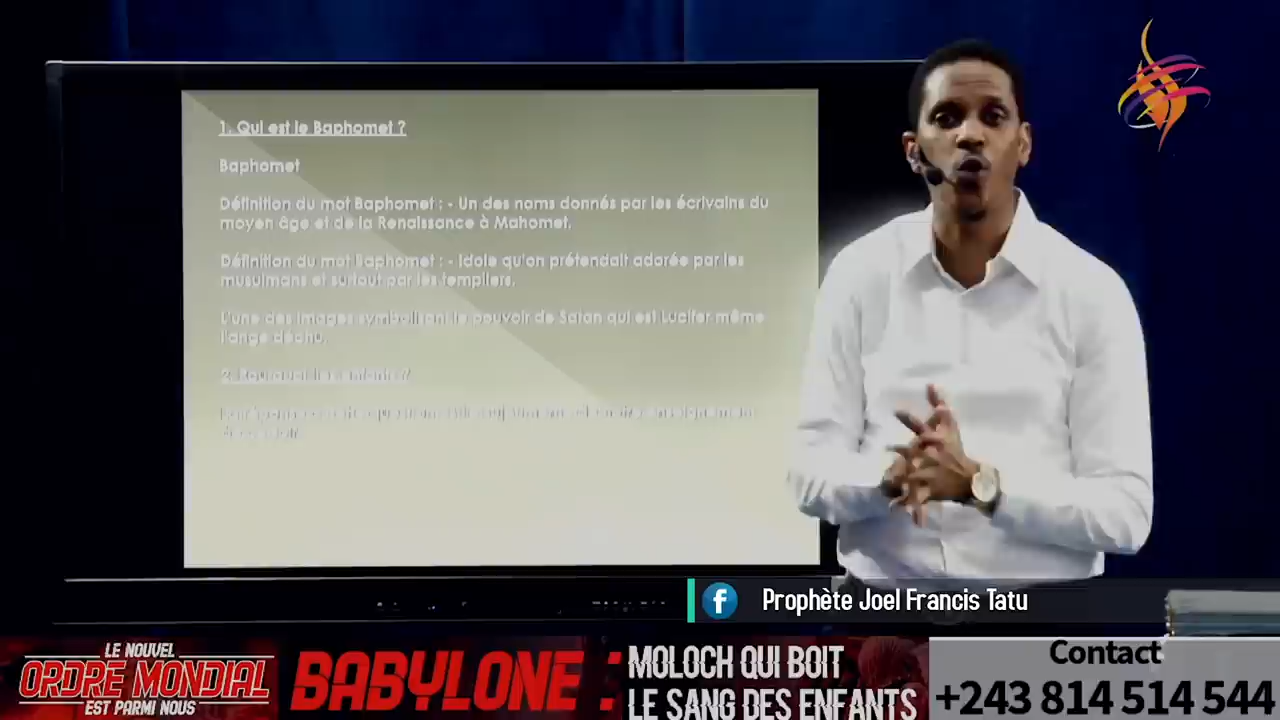 1. Qui est le Baphomet ?
Baphomet
Définition du mot Baphomet : - Un des noms donnés par les écrivains du
moyen âge et de la Renaissance à Mahomet.
Définition du mot Baphomet : - Idole qu'on prétendait adorée par les
musulmans et surtout par les templiers.
L'une des images symbolisant le pouvoir de Satan qui est Lucifer même
l'ange déchu.
2. Pourquoi les enfants ?
Prophète Joel Francis Tatu
LE NOUVEL
ORDRE MONDIAL
EST PARMI NOUS
BABYLONE :
MOLOCH QUI BOIT
LE SANG DES ENFANTS
Contact
+243 814 514 544